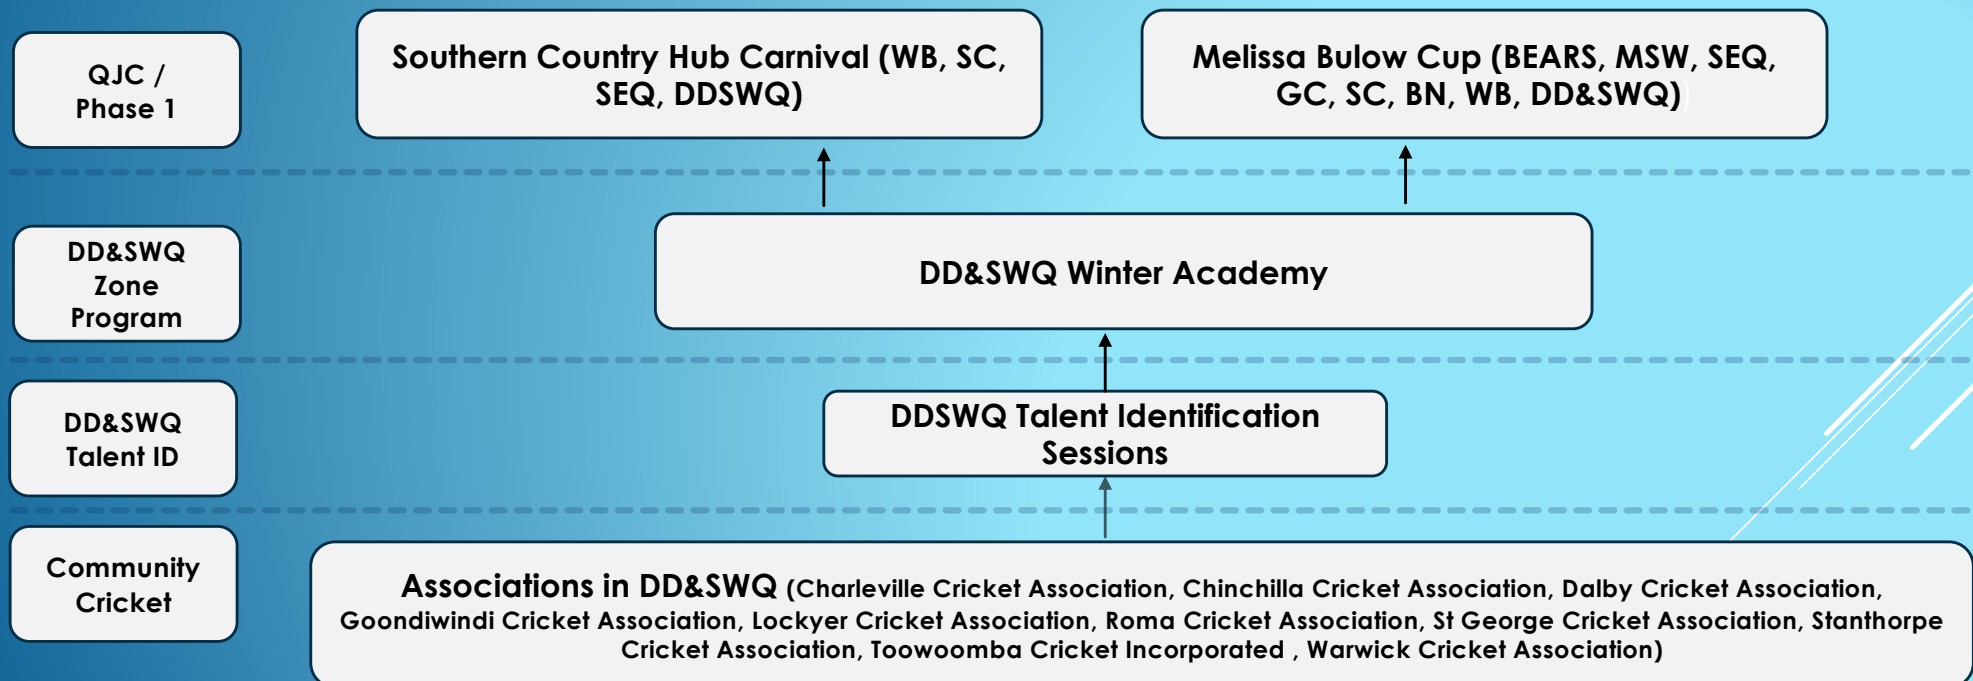 QJC /
Phase 1
Southern Country Hub Carnival (WB, SC,
SEQ, DDSWQ)
Melissa Bulow Cup (BEARS, MSW, SEQ,
GC, SC, BN, WB, DD&SWQ))
DD&SWQ
Zone
Program
DD&SWQ Winter Academy
DD&SWQ
Talent ID
DDSWQ Talent Identification
Sessions
Community
Cricket
Associations in DD&SWQ (Charleville Cricket Association, Chinchilla Cricket Association, Dalby Cricket Association,
Goondiwindi Cricket Association, Lockyer Cricket Association, Roma Cricket Association, St George Cricket Association, Stanthorpe
Cricket Association, Toowoomba Cricket Incorporated , Warwick Cricket Association)